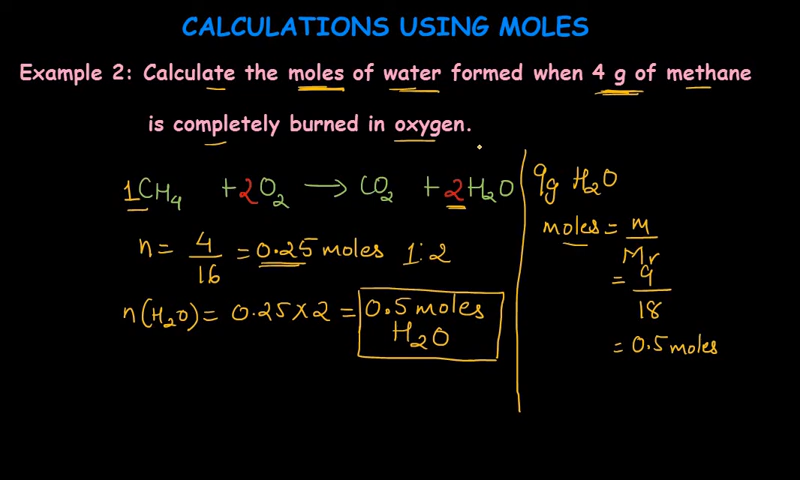 CALCULATIONS USING MOLES
Example 2: Calculate the moles of water formed when 4 g of methane
is completely burned in oxygen.
1CH₄ + 2O₂ → CO₂ + 2H₂O
n = 4/16 = 0.25 moles 1:2
n(H₂O) = 0.25 × 2 = 0.5 moles
H₂O
9g H₂O
moles = m/Mr
= 9/18
= 0.5 moles